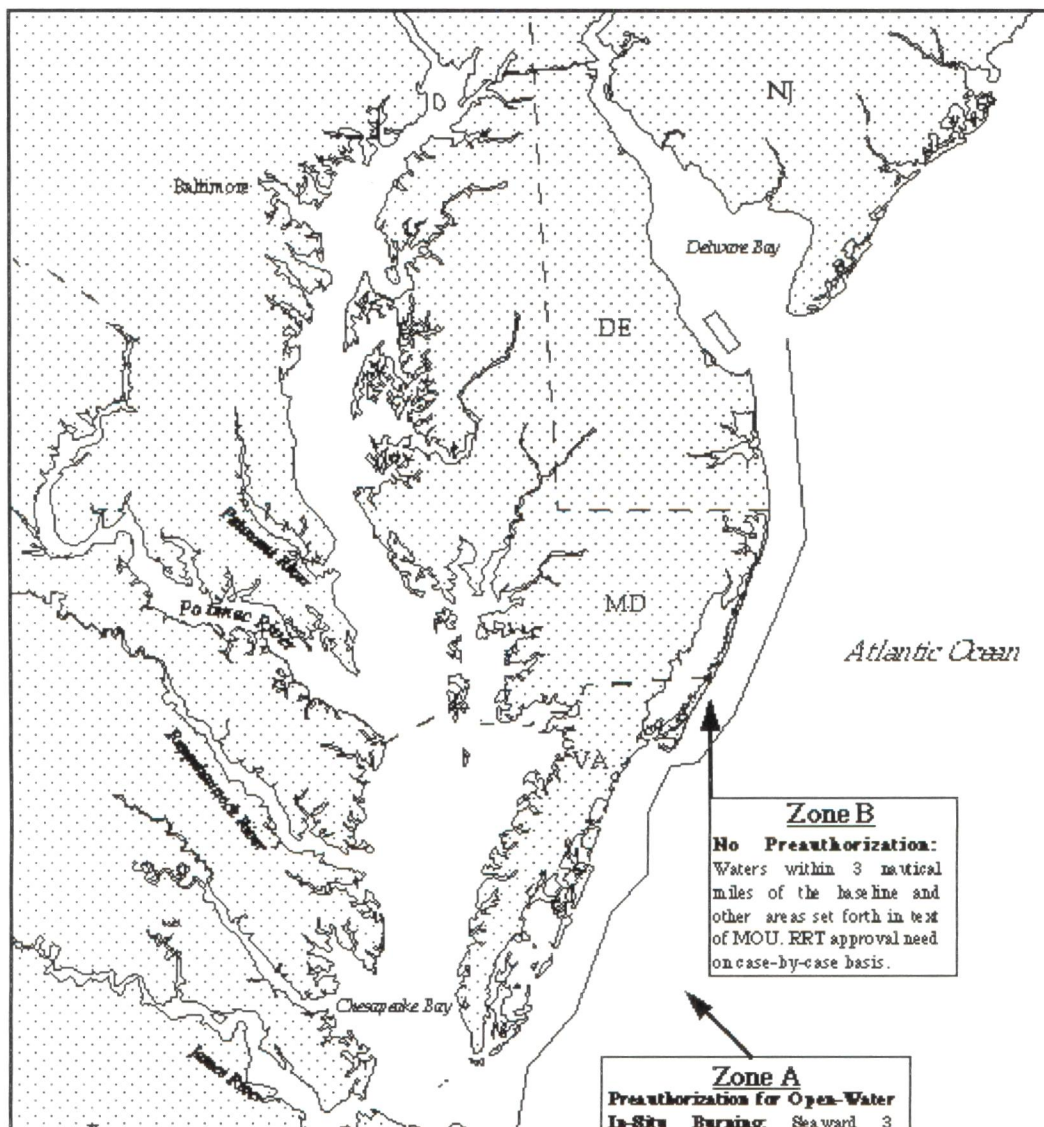 NJ
Baltimore
Delware Bay
DE
Patuxent River
Potomac River
MD
Atlantic Ocean
Rappahannock River
VA
Zone B
No Preauthorization:
Waters within 3 nautical
miles of the baseline and
other areas set forth in text
of MOU. RRT approval need
on case-by-case basis.
Chesapeake Bay
James River
Zone A
Preauthorization for Open-Water
In-Situ Burning: Seaward 3